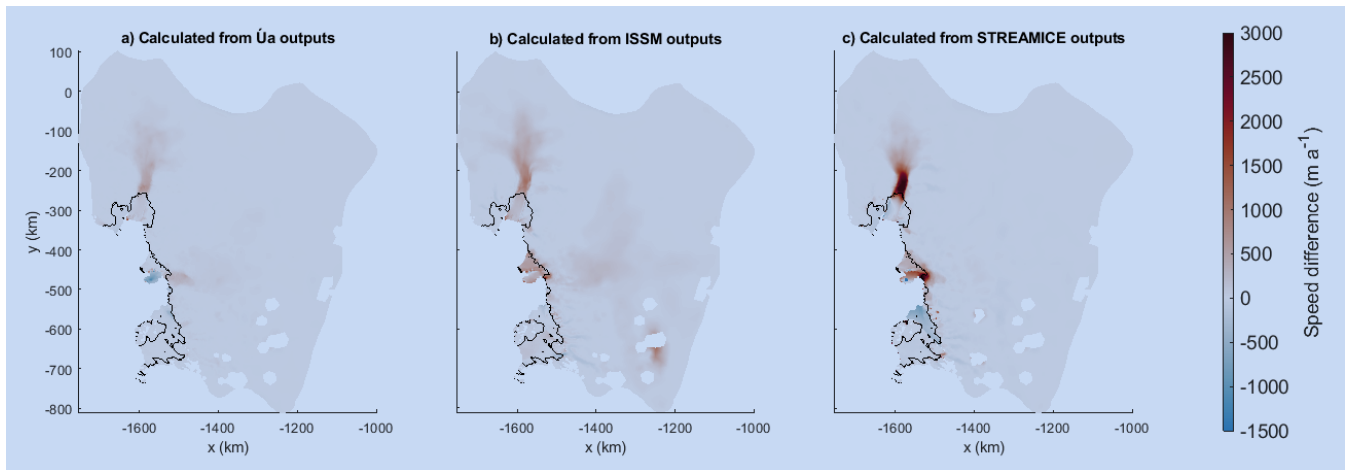 a) Calculated from Úa outputs
b) Calculated from ISSM outputs
c) Calculated from STREAMICE outputs
100
0
-100
-200
-300
-400
-500
-600
-700
-800
y (km)
-1600 -1400 -1200 -1000
x (km)
-1600 -1400 -1200 -1000
x (km)
-1600 -1400 -1200 -1000
x (km)
3000
2500
2000
1500
1000
500
0
-500
-1000
-1500
Speed difference (m a⁻¹)